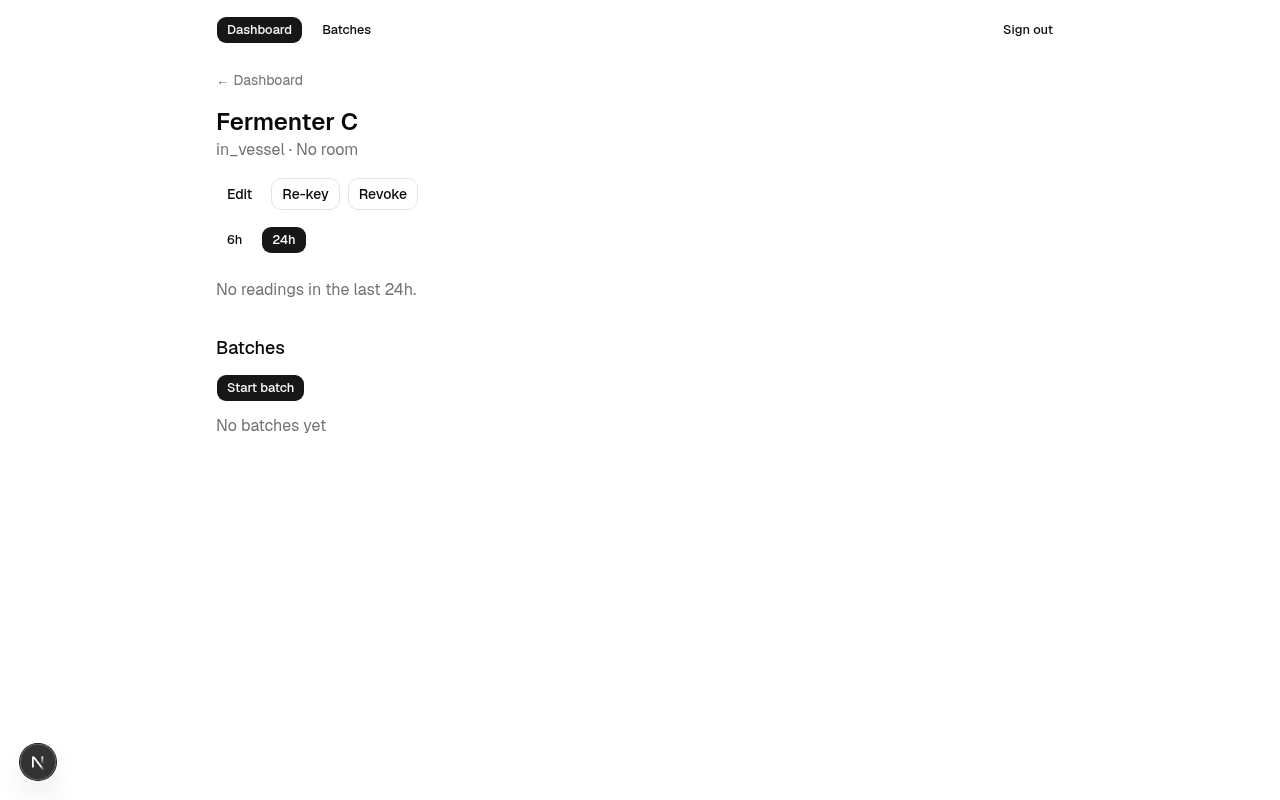 Dashboard Batches Sign out
← Dashboard
Fermenter C
in_vessel · No room
Edit Re-key Revoke
6h 24h
No readings in the last 24h.
Batches
Start batch
No batches yet
N